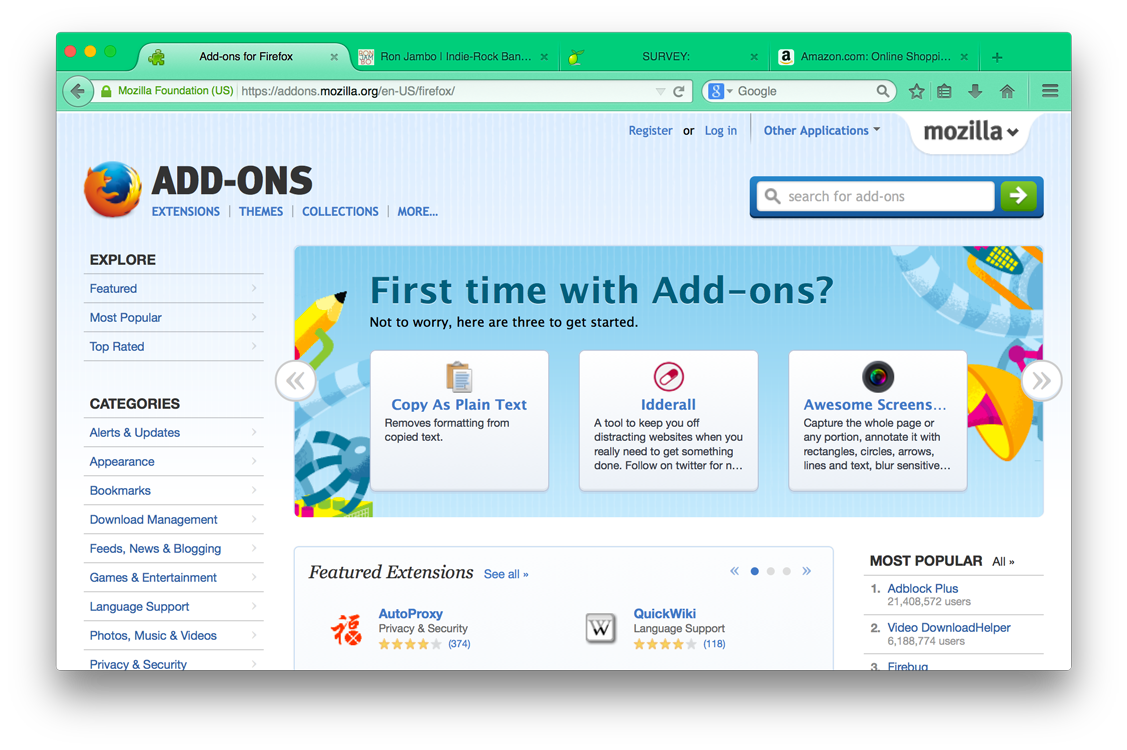 Add-ons for Firefox
Ron Jambo | Indie-Rock Ban...
SURVEY:
Amazon.com: Online Shoppi...
Mozilla Foundation (US)
https://addons.mozilla.org/en-US/firefox/
Google
Register or Log in
Other Applications
mozilla
ADD-ONS
EXTENSIONS | THEMES | COLLECTIONS | MORE...
search for add-ons
EXPLORE
Featured
Most Popular
Top Rated
CATEGORIES
Alerts & Updates
Appearance
Bookmarks
Download Management
Feeds, News & Blogging
Games & Entertainment
Language Support
Photos, Music & Videos
Privacy & Security
First time with Add-ons?
Not to worry, here are three to get started.
Copy As Plain Text
Removes formatting from
copied text.
Idderall
A tool to keep you off
distracting websites when you
really need to get something
done. Follow on twitter for n...
Awesome Screens...
Capture the whole page or
any portion, annotate it with
rectangles, circles, arrows,
lines and text, blur sensitive...
Featured Extensions See all »
«
»
福
AutoProxy
Privacy & Security
(374)
W
QuickWiki
Language Support
(118)
MOST POPULAR All »
1. Adblock Plus
21,408,572 users
2. Video DownloadHelper
6,188,774 users
3. Firebug